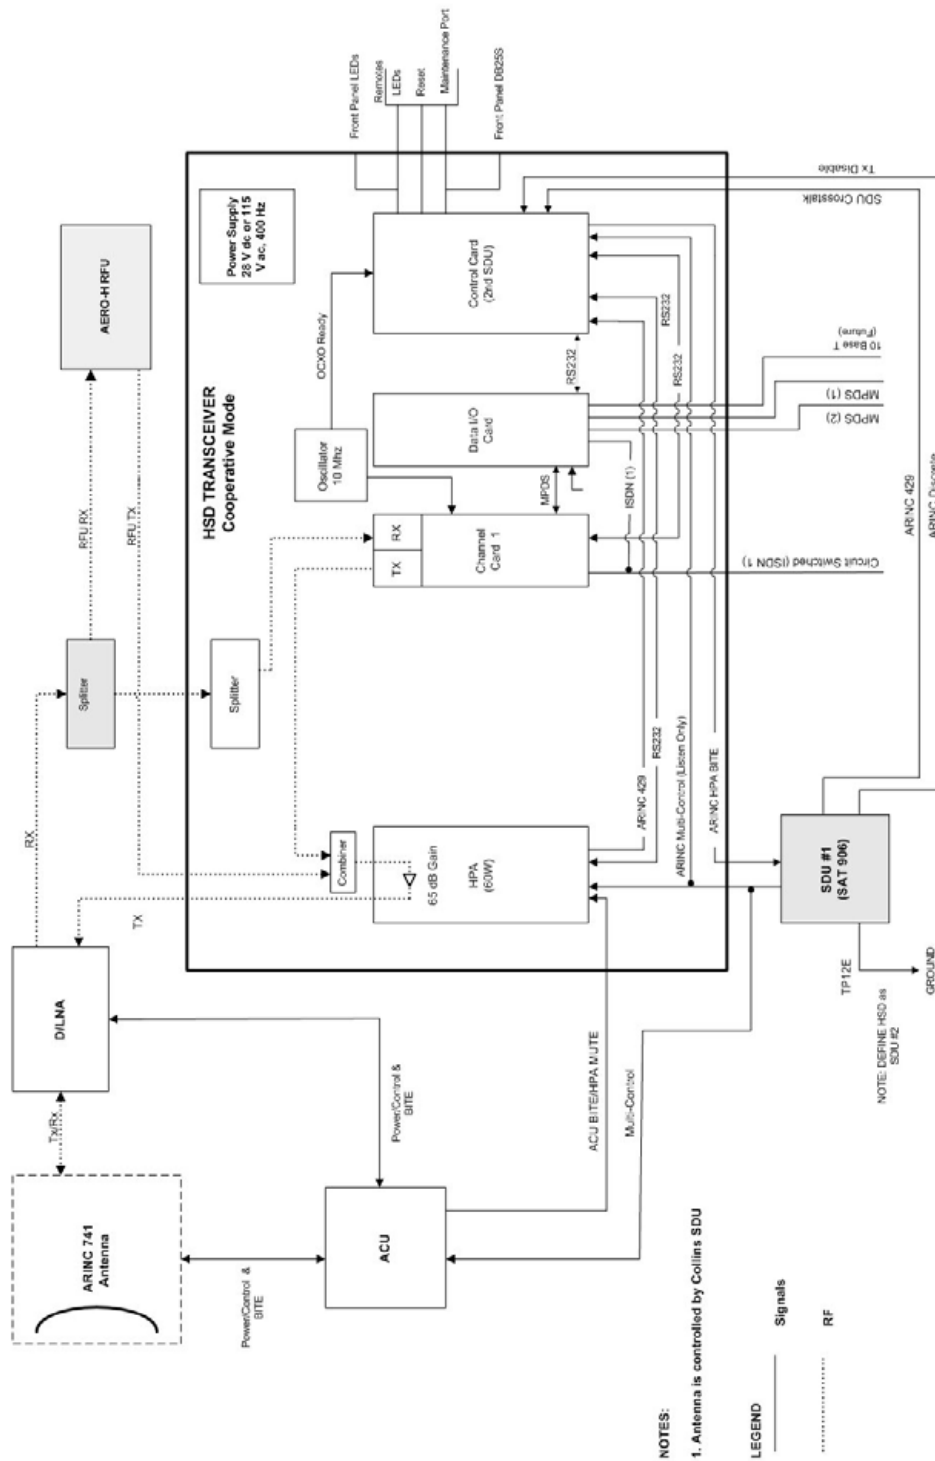 ARINC 741
Antenna
Tx/Rx
D/LNA
RX
Splitter
RFU RX
RFU TX
AERO-H RFU
TX
Power/Control &
BITE
Power/Control &
BITE
ACU
ACU BITE/HPA MUTE
Multi-Control
HSD TRANSCEIVER
Cooperative Mode
Power Supply
28 V dc or 115
V ac, 400 Hz
Splitter
Combiner
65 dB Gain
HPA
(60W)
TX
RX
Channel
Card 1
Oscillator
10 Mhz
OCXO Ready
MPDS
Data I/O
Card
ISDN (1)
RS232
Control Card
(2nd SDU)
Front Panel LEDs
Remotes
LEDs
Reset
Maintenance Port
Front Panel DB25S
ARINC 429
RS232
ARINC Multi-Control (Listen Only)
ARINC HPA BITE
RS232
RS232
Circuit Switched (ISDN 1)
MPDS (2)
MPDS (1)
10 Base T
(Future)
SDU Crosstalk
Tx Disable
SDU #1
(SAT 906)
ARINC 429
ARINC Discrete
TP12E
GROUND
NOTE: DEFINE HSD as
SDU #2
NOTES:
1. Antenna is controlled by Collins SDU
LEGEND
Signals
RF